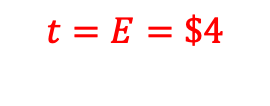 t = E = $4